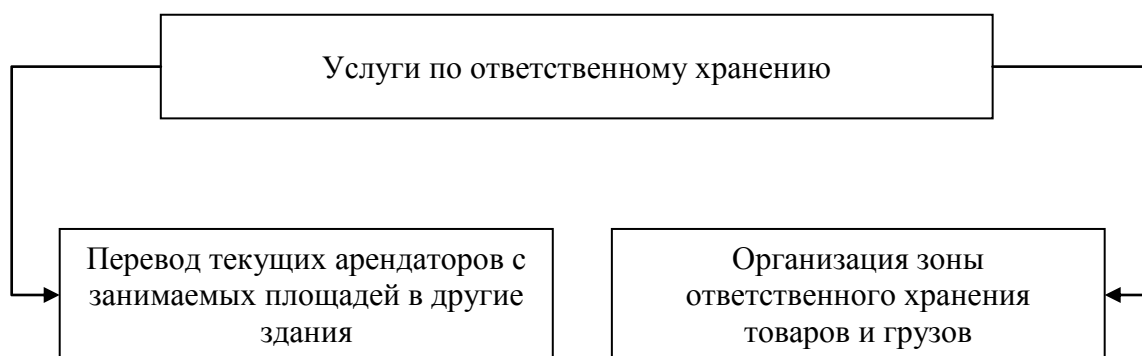 Услуги по ответственному хранению
Перевод текущих арендаторов с
занимаемых площадей в другие
здания
Организация зоны
ответственного хранения
товаров и грузов